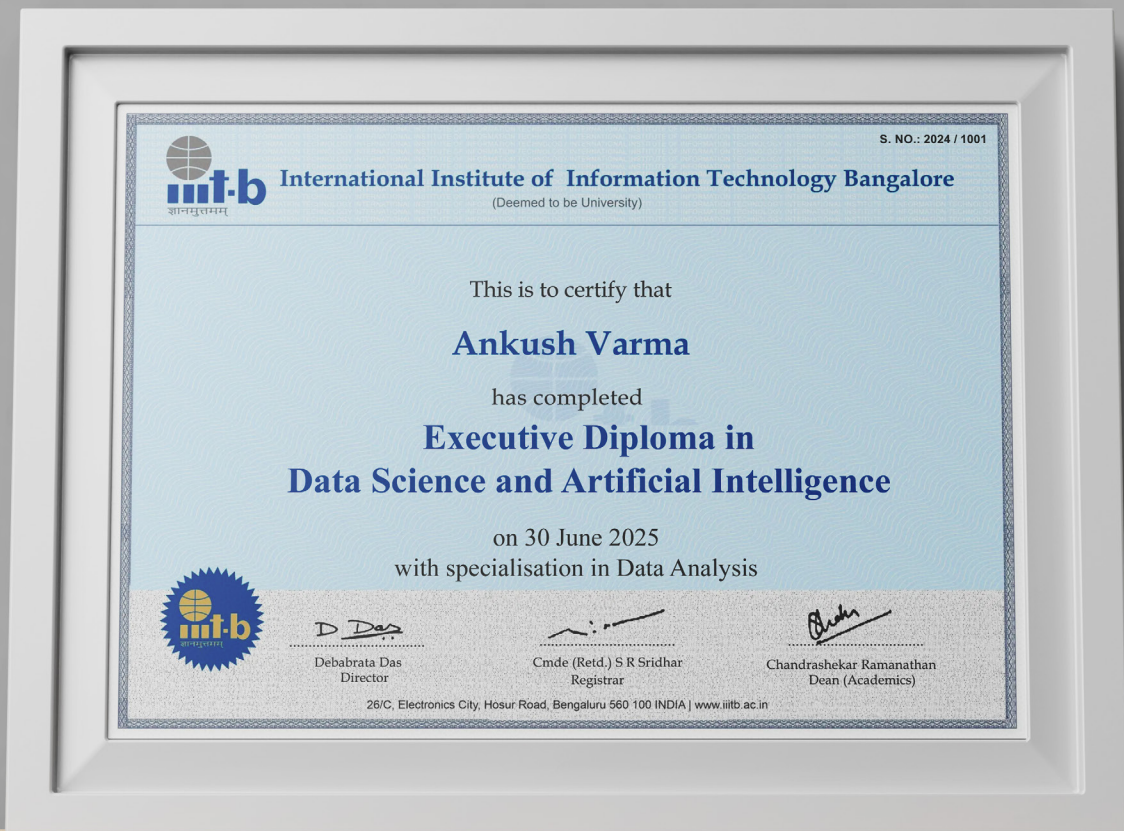 S. NO.: 2024 / 1001
iiit-b
ज्ञानमुत्तमम्
International Institute of  Information Technology Bangalore
(Deemed to be University)
This is to certify that
Ankush Varma
has completed
Executive Diploma in
Data Science and Artificial Intelligence
on 30 June 2025
with specialisation in Data Analysis
iiit-b
ज्ञानमुत्तमम्
D Das
Debabrata Das
Director
Cmde (Retd.) S R Sridhar
Registrar
Chandrashekar Ramanathan
Dean (Academics)
26/C, Electronics City, Hosur Road, Bengaluru 560 100 INDIA | www.iiitb.ac.in